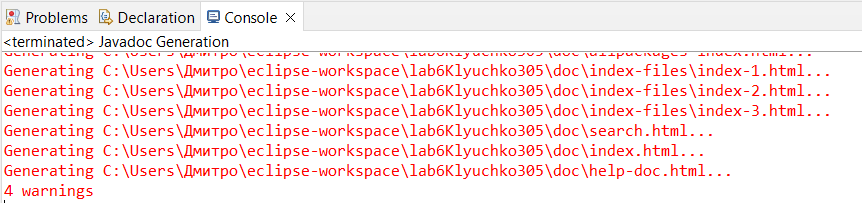 Problems Declaration Console
<terminated> Javadoc Generation
Generating C:\Users\Дмитро\eclipse-workspace\lab6Klyuchko305\doc\allpackages-index.html...
Generating C:\Users\Дмитро\eclipse-workspace\lab6Klyuchko305\doc\index-files\index-1.html...
Generating C:\Users\Дмитро\eclipse-workspace\lab6Klyuchko305\doc\index-files\index-2.html...
Generating C:\Users\Дмитро\eclipse-workspace\lab6Klyuchko305\doc\index-files\index-3.html...
Generating C:\Users\Дмитро\eclipse-workspace\lab6Klyuchko305\doc\search.html...
Generating C:\Users\Дмитро\eclipse-workspace\lab6Klyuchko305\doc\index.html...
Generating C:\Users\Дмитро\eclipse-workspace\lab6Klyuchko305\doc\help-doc.html...
4 warnings